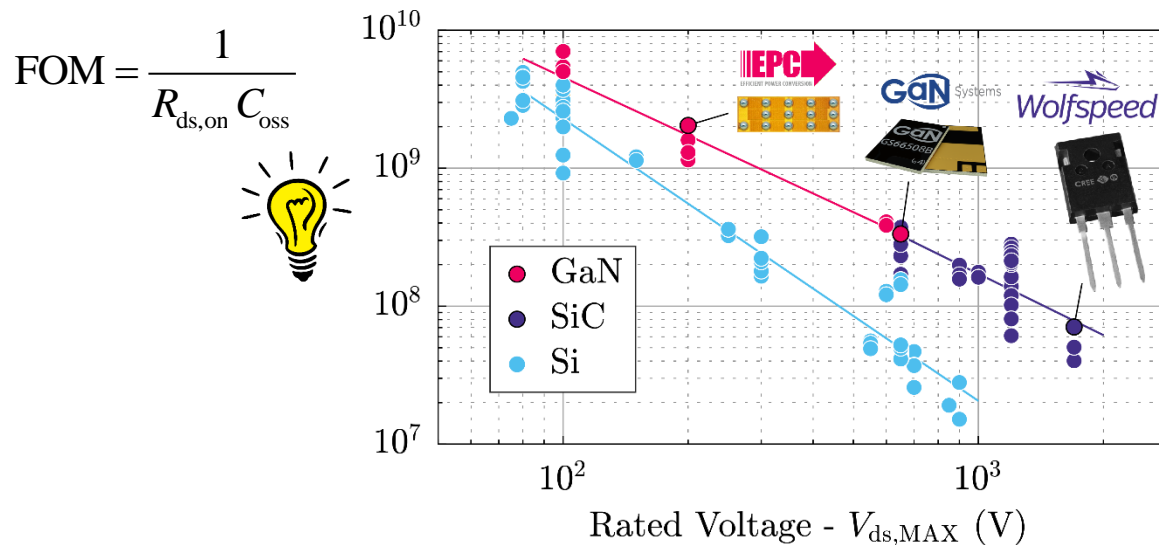 FOM = 1 / (R_ds,on C_oss)
10^10
10^9
10^8
10^7
EPC
EFFICIENT POWER CONVERSION
GaN Systems
GaN
GS66508B
Wolfspeed
CREE
GaN
SiC
Si
10^2
10^3
Rated Voltage - V_ds,MAX (V)